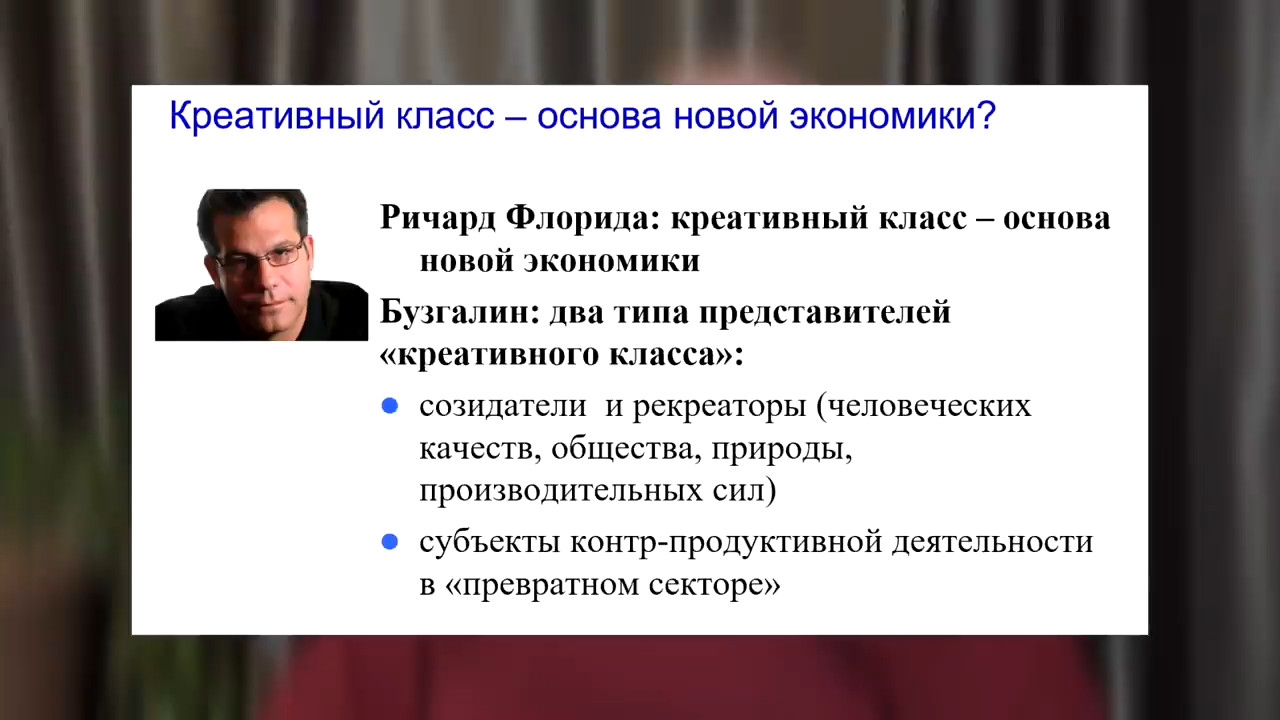 Креативный класс – основа новой экономики?
Ричард Флорида: креативный класс – основа
новой экономики
Бузгалин: два типа представителей
«креативного класса»:
созидатели и рекреаторы (человеческих
качеств, общества, природы,
производительных сил)
субъекты контр-продуктивной деятельности
в «превратном секторе»